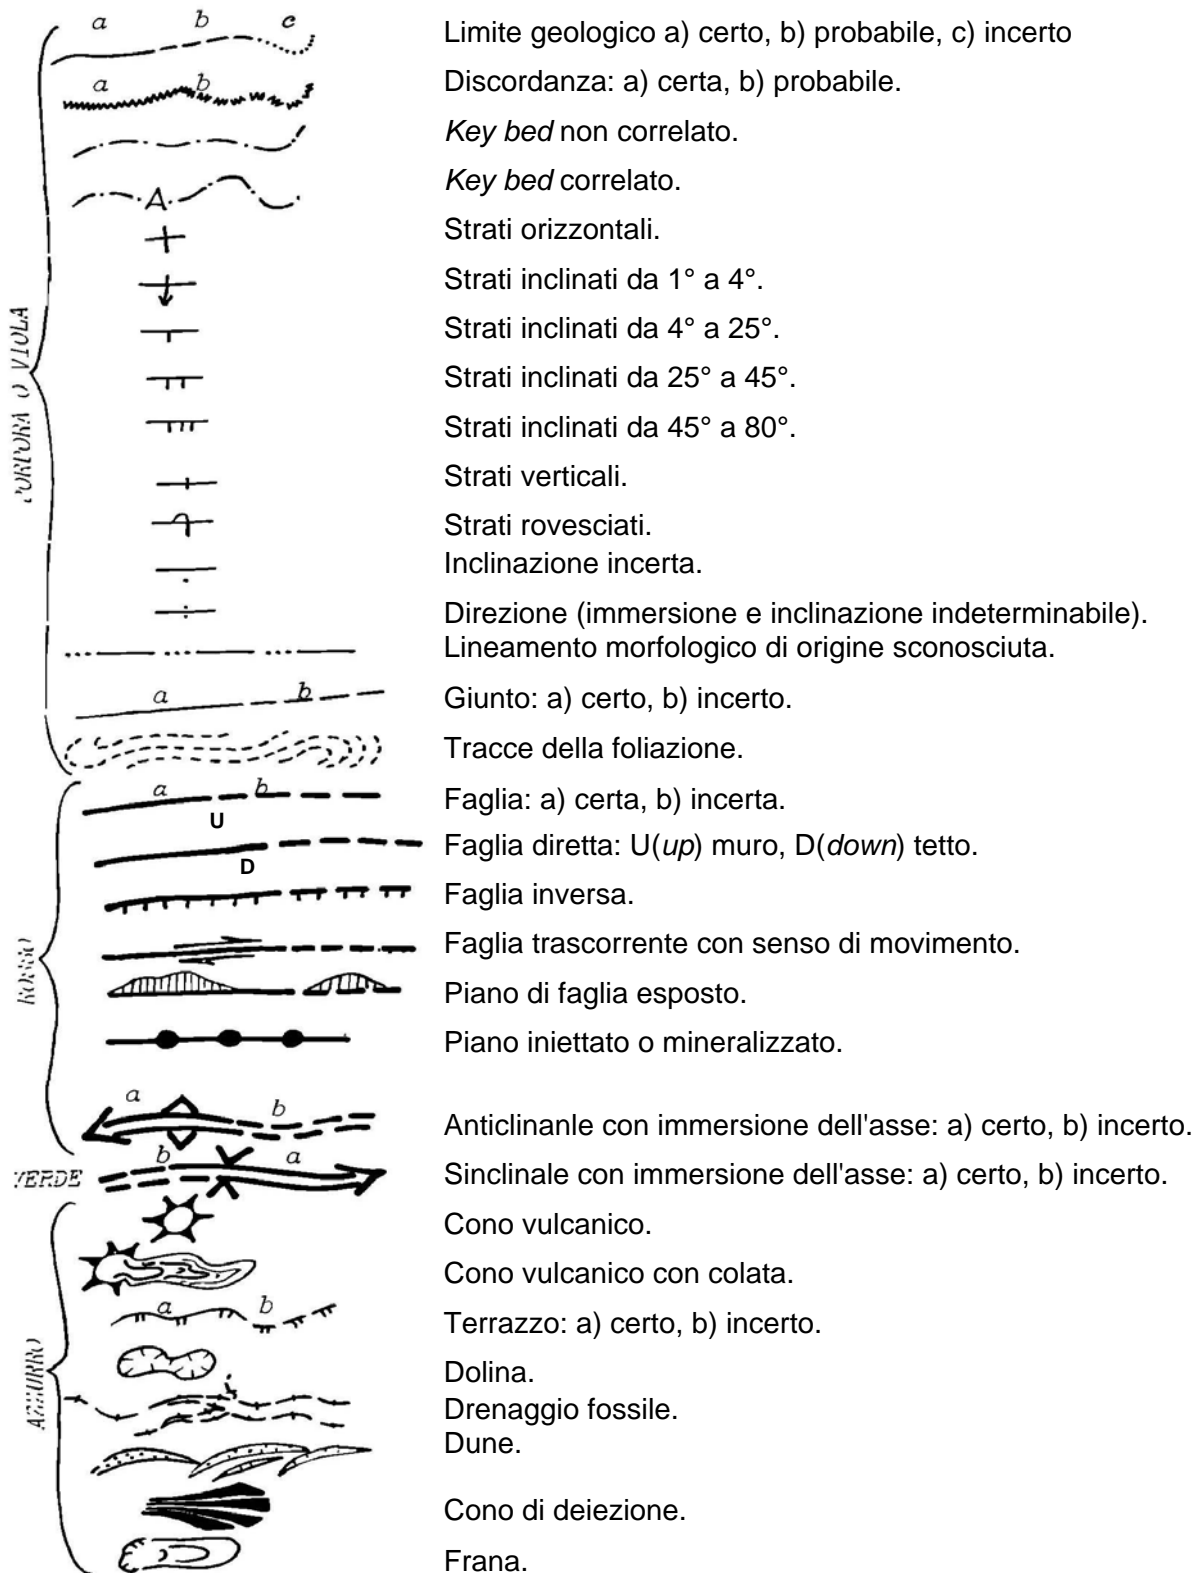 a b c Limite geologico a) certo, b) probabile, c) incerto
a b Discordanza: a) certa, b) probabile.
Key bed non correlato.
A Key bed correlato.
Strati orizzontali.
Strati inclinati da 1° a 4°.
Strati inclinati da 4° a 25°.
Strati inclinati da 25° a 45°.
Strati inclinati da 45° a 80°.
Strati verticali.
Strati rovesciati.
Inclinazione incerta.
Direzione (immersione e inclinazione indeterminabile).
Lineamento morfologico di origine sconosciuta.
a b Giunto: a) certo, b) incerto.
Tracce della foliazione.
PORPORA O VIOLA
a b Faglia: a) certa, b) incerta.
U
Faglia diretta: U(up) muro, D(down) tetto.
D
Faglia inversa.
Faglia trascorrente con senso di movimento.
Piano di faglia esposto.
Piano iniettato o mineralizzato.
a b Anticlinanle con immersione dell'asse: a) certo, b) incerto.
ROSSO
b a Sinclinale con immersione dell'asse: a) certo, b) incerto.
VERDE
Cono vulcanico.
Cono vulcanico con colata.
a b Terrazzo: a) certo, b) incerto.
Dolina.
Drenaggio fossile.
Dune.
Cono di deiezione.
Frana.
AZZURRO